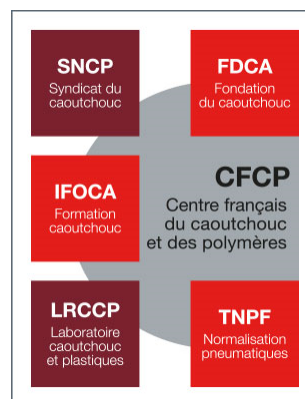 SNCP
Syndicat du
caoutchouc
FDCA
Fondation
du caoutchouc
IFOCA
Formation
caoutchouc
CFCP
Centre français
du caoutchouc
et des polymères
LRCCP
Laboratoire
caoutchouc
et plastiques
TNPF
Normalisation
pneumatiques